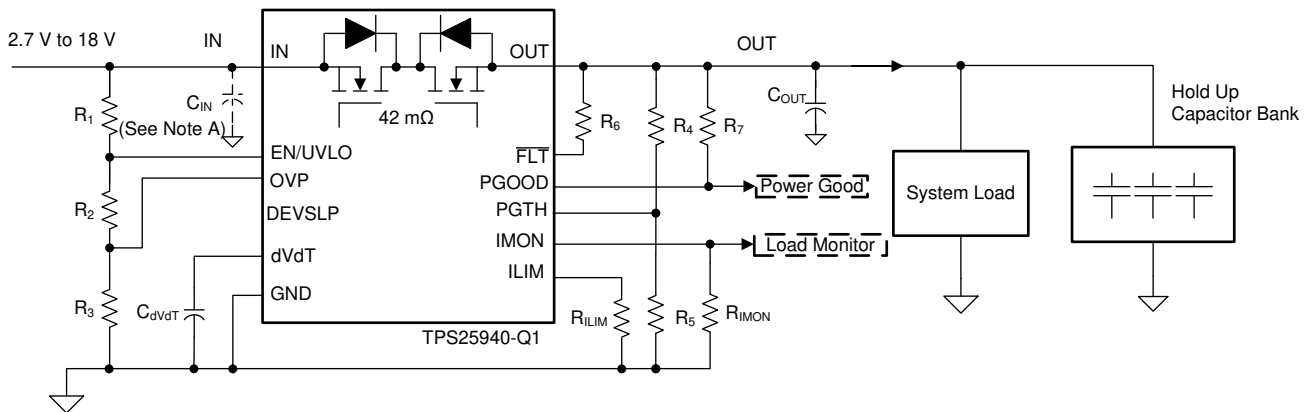 2.7 V to 18 V
IN
IN
OUT
OUT
42 mΩ
CIN
(See Note A)
R1
R2
R3
EN/UVLO
OVP
DEVSLP
dVdT
GND
CdVdT
FLT
PGOOD
PGTH
IMON
ILIM
TPS25940-Q1
R6
R4
R7
COUT
Power Good
Load Monitor
RILIM
R5
RIMON
System Load
Hold Up
Capacitor Bank